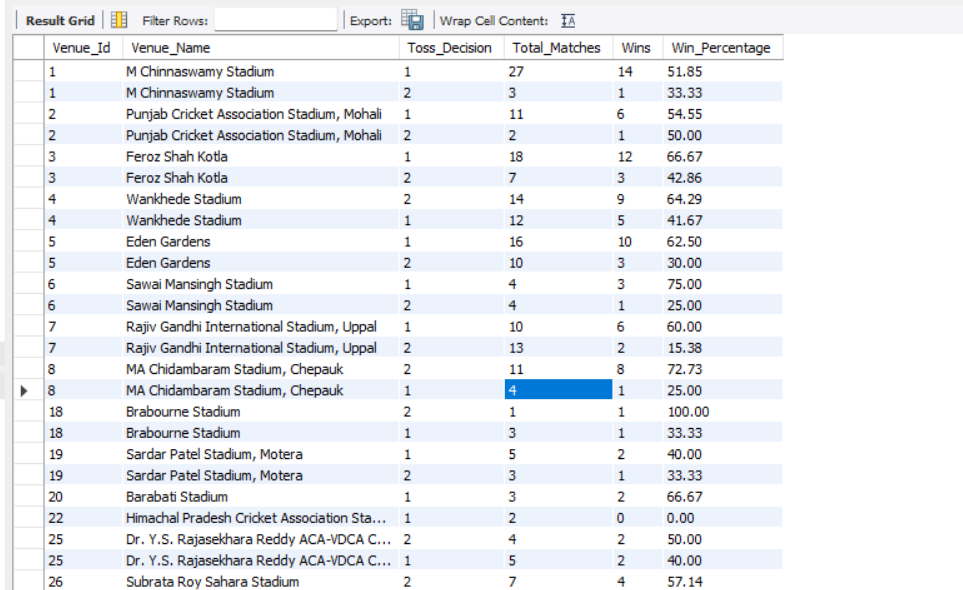 Result Grid Filter Rows: Export: Wrap Cell Content: IA
Venue_Id Venue_Name Toss_Decision Total_Matches Wins Win_Percentage
1 M Chinnaswamy Stadium 1 27 14 51.85
1 M Chinnaswamy Stadium 2 3 1 33.33
2 Punjab Cricket Association Stadium, Mohali 1 11 6 54.55
2 Punjab Cricket Association Stadium, Mohali 2 2 1 50.00
3 Feroz Shah Kotla 1 18 12 66.67
3 Feroz Shah Kotla 2 7 3 42.86
4 Wankhede Stadium 2 14 9 64.29
4 Wankhede Stadium 1 12 5 41.67
5 Eden Gardens 1 16 10 62.50
5 Eden Gardens 2 10 3 30.00
6 Sawai Mansingh Stadium 1 4 3 75.00
6 Sawai Mansingh Stadium 2 4 1 25.00
7 Rajiv Gandhi International Stadium, Uppal 1 10 6 60.00
7 Rajiv Gandhi International Stadium, Uppal 2 13 2 15.38
8 MA Chidambaram Stadium, Chepauk 2 11 8 72.73
8 MA Chidambaram Stadium, Chepauk 1 4 1 25.00
18 Brabourne Stadium 2 1 1 100.00
18 Brabourne Stadium 1 3 1 33.33
19 Sardar Patel Stadium, Motera 1 5 2 40.00
19 Sardar Patel Stadium, Motera 2 3 1 33.33
20 Barabati Stadium 1 3 2 66.67
22 Himachal Pradesh Cricket Association Sta... 1 2 0 0.00
25 Dr. Y.S. Rajasekhara Reddy ACA-VDCA C... 2 4 2 50.00
25 Dr. Y.S. Rajasekhara Reddy ACA-VDCA C... 1 5 2 40.00
26 Subrata Roy Sahara Stadium 2 7 4 57.14